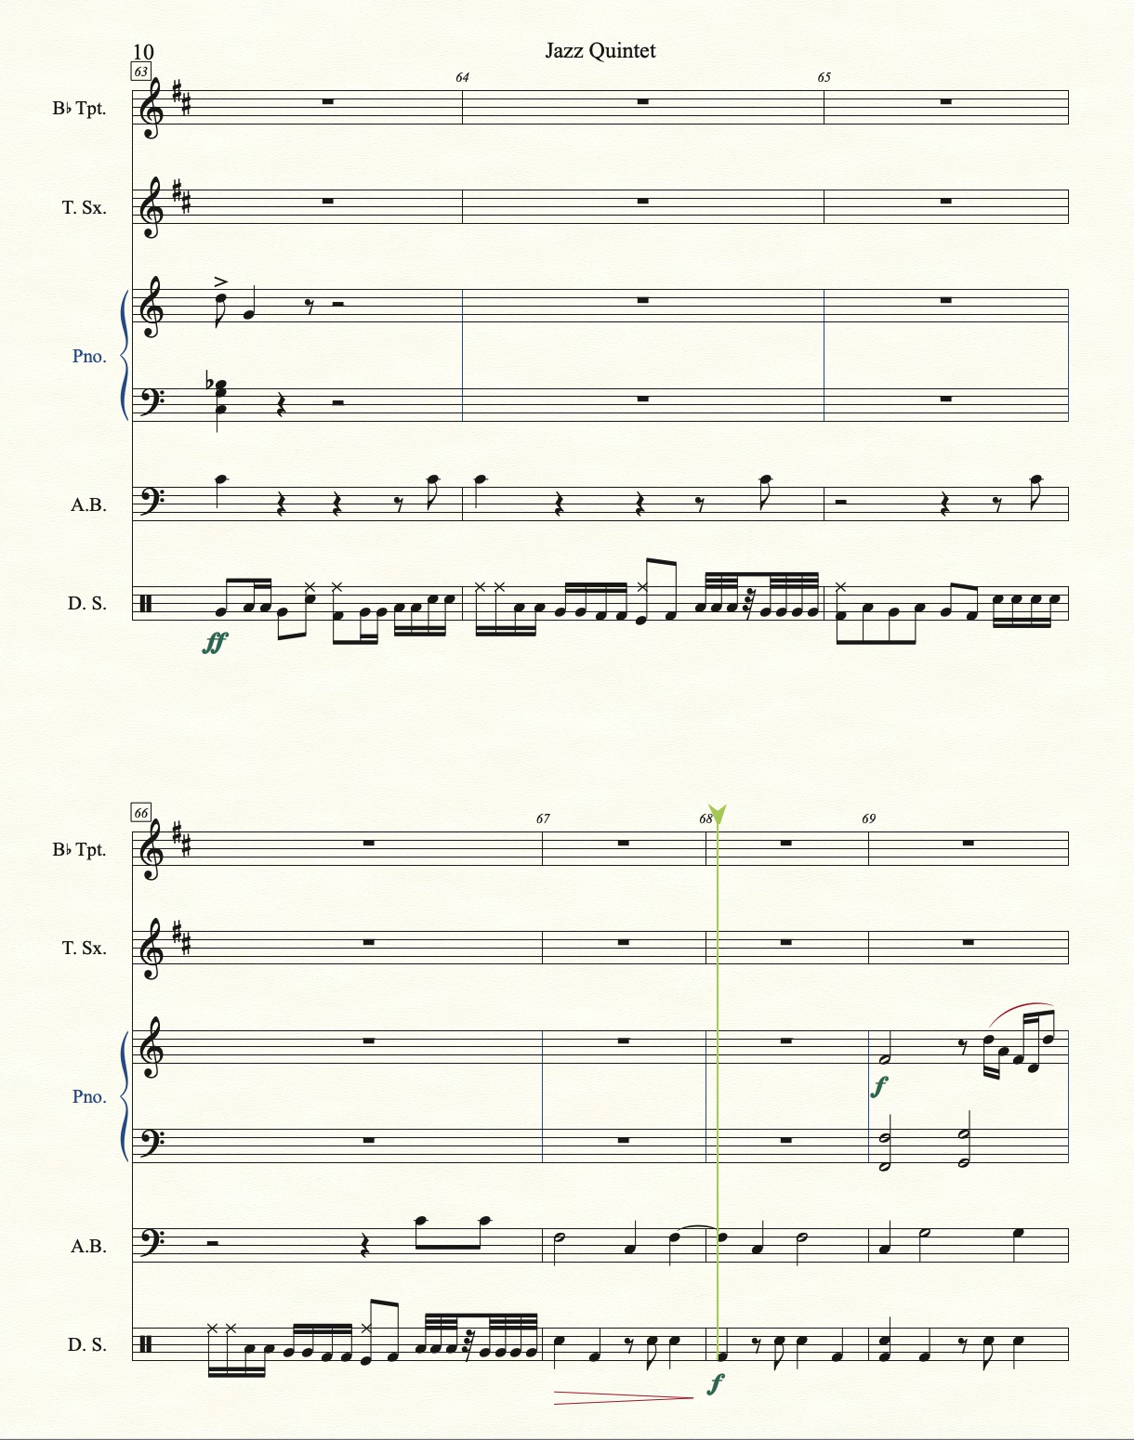 10
Jazz Quintet
63
64
65
B♭ Tpt.
T. Sx.
Pno.
A.B.
D. S.
ff
66
67
68
69
B♭ Tpt.
T. Sx.
Pno.
f
A.B.
D. S.
f